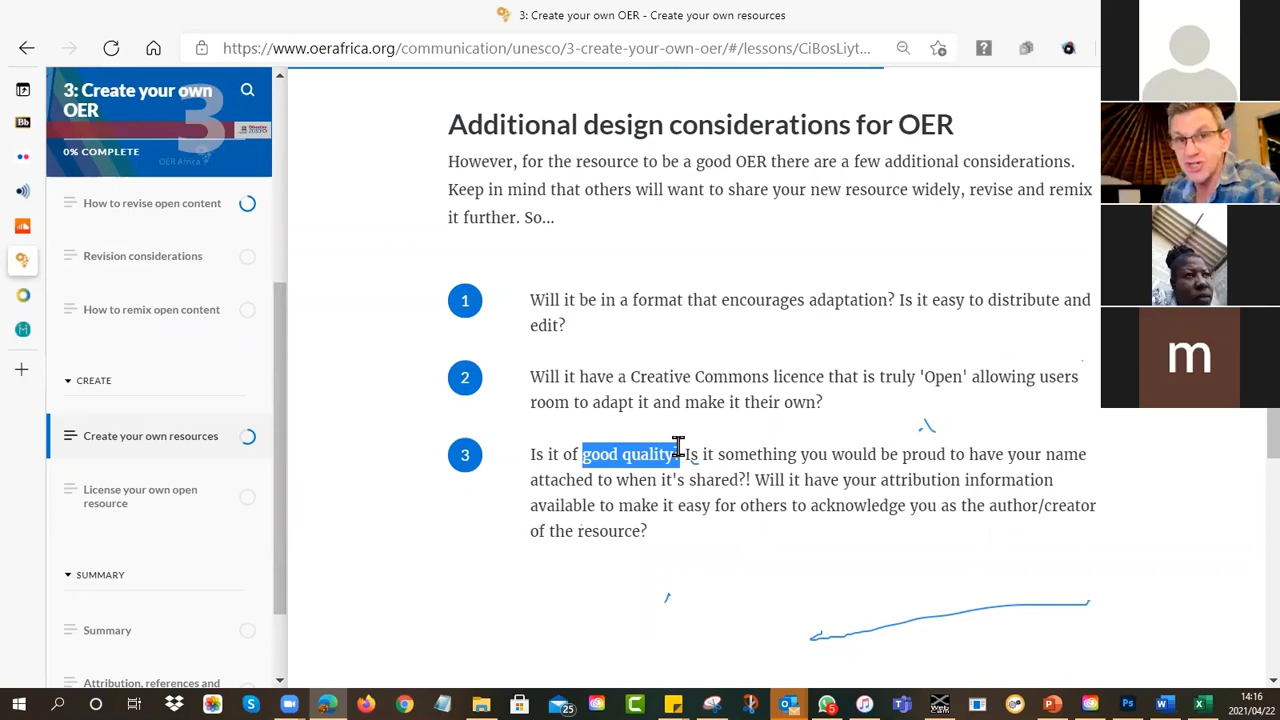 3: Create your own OER - Create your own resources
https://www.oerafrica.org/communication/unesco/3-create-your-own-oer/#/lessons/CiBosLiyt...
3: Create your own
OER
3
0% COMPLETE
OER Africa
How to revise open content
Revision considerations
How to remix open content
CREATE
Create your own resources
License your own open
resource
SUMMARY
Summary
Attribution, references and
Bb
Additional design considerations for OER
However, for the resource to be a good OER there are a few additional considerations.
Keep in mind that others will want to share your new resource widely, revise and remix
it further. So...
1
Will it be in a format that encourages adaptation? Is it easy to distribute and
edit?
2
Will it have a Creative Commons licence that is truly 'Open' allowing users
room to adapt it and make it their own?
3
Is it of good quality? Is it something you would be proud to have your name
attached to when it's shared?! Will it have your attribution information
available to make it easy for others to acknowledge you as the author/creator
of the resource?
m
25
5
14:16
2021/04/22